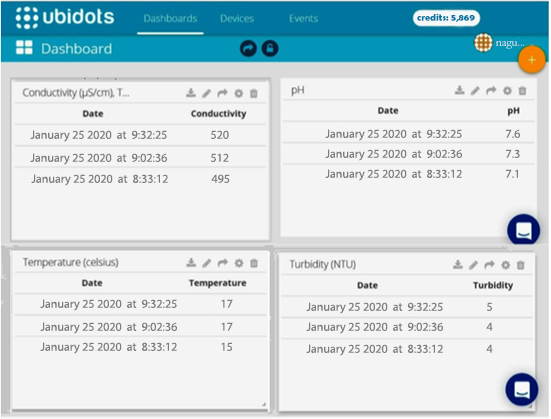 ubidots Dashboards Devices Events credits: 5,869
Dashboard nagu...
+
Conductivity (µS/cm), T...
Date Conductivity
January 25 2020 at 9:32:25 520
January 25 2020 at 9:02:36 512
January 25 2020 at 8:33:12 495
pH
Date pH
January 25 2020 at 9:32:25 7.6
January 25 2020 at 9:02:36 7.3
January 25 2020 at 8:33:12 7.1
Temperature (celsius)
Date Temperature
January 25 2020 at 9:32:25 17
January 25 2020 at 9:02:36 17
January 25 2020 at 8:33:12 15
Turbidity (NTU)
Date Turbidity
January 25 2020 at 9:32:25 5
January 25 2020 at 9:02:36 4
January 25 2020 at 8:33:12 4